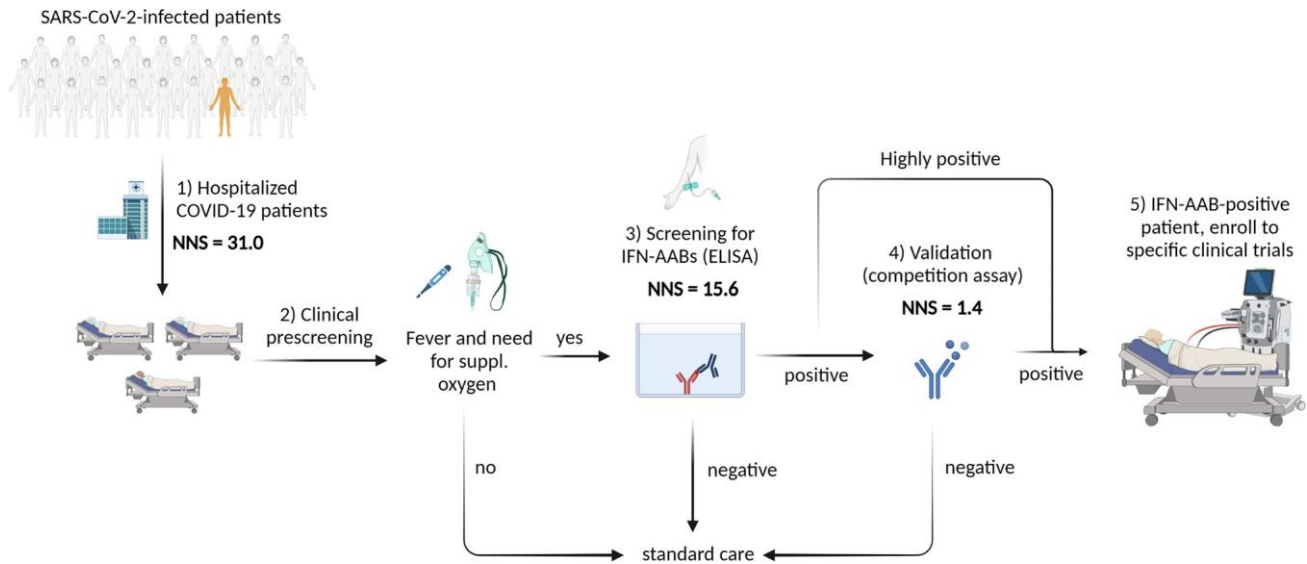 SARS-CoV-2-infected patients
1) Hospitalized
COVID-19 patients
NNS = 31.0
2) Clinical
prescreening
Fever and need
for suppl.
oxygen
yes
no
3) Screening for
IFN-AABs (ELISA)
NNS = 15.6
positive
negative
Highly positive
4) Validation
(competition assay)
NNS = 1.4
positive
negative
5) IFN-AAB-positive
patient, enroll to
specific clinical trials
standard care